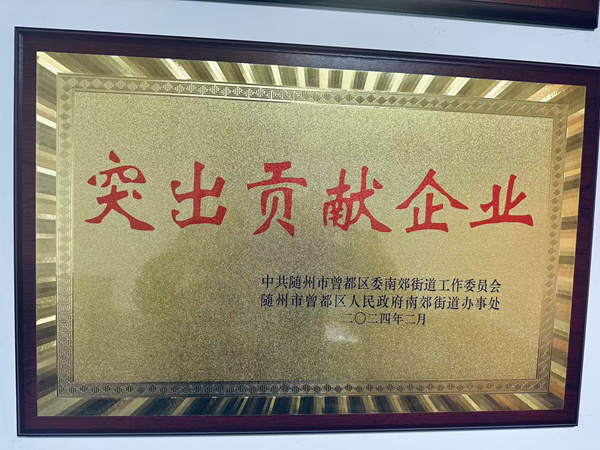 突出贡献企业
中共随州市曾都区委南郊街道工作委员会
随州市曾都区人民政府南郊街道办事处
二〇二四年二月